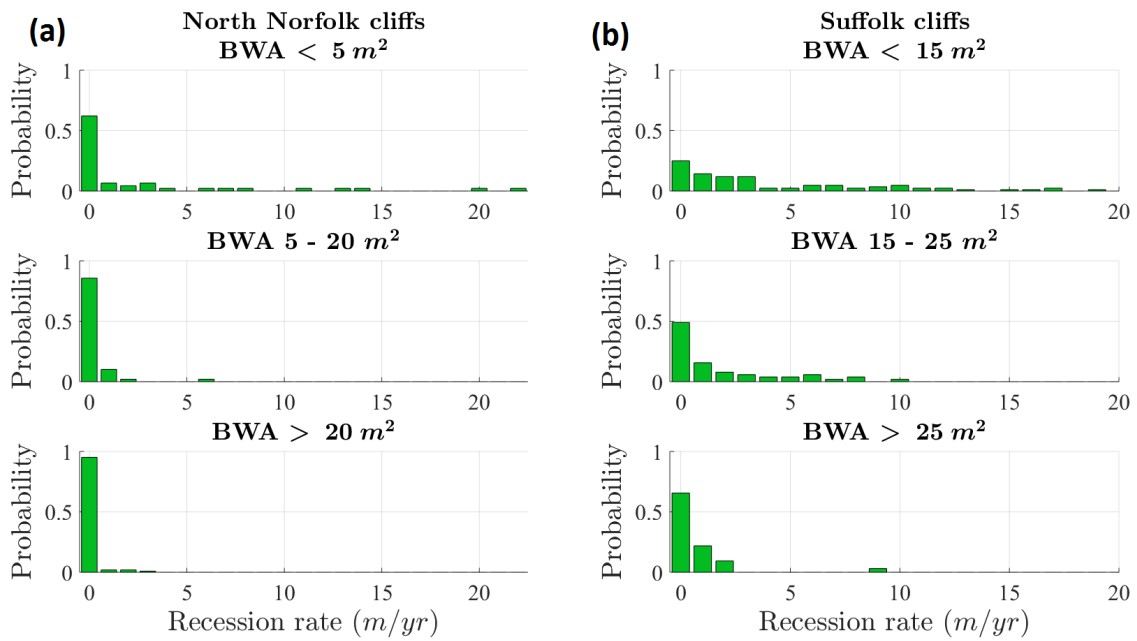 (a)
North Norfolk cliffs
BWA < 5 m²
Probability
1
0.5
0
0 5 10 15 20
BWA 5 - 20 m²
Probability
1
0.5
0
0 5 10 15 20
BWA > 20 m²
Probability
1
0.5
0
0 5 10 15 20
Recession rate (m/yr)
(b)
Suffolk cliffs
BWA < 15 m²
Probability
1
0.5
0
0 5 10 15 20
BWA 15 - 25 m²
Probability
1
0.5
0
0 5 10 15 20
BWA > 25 m²
Probability
1
0.5
0
0 5 10 15 20
Recession rate (m/yr)